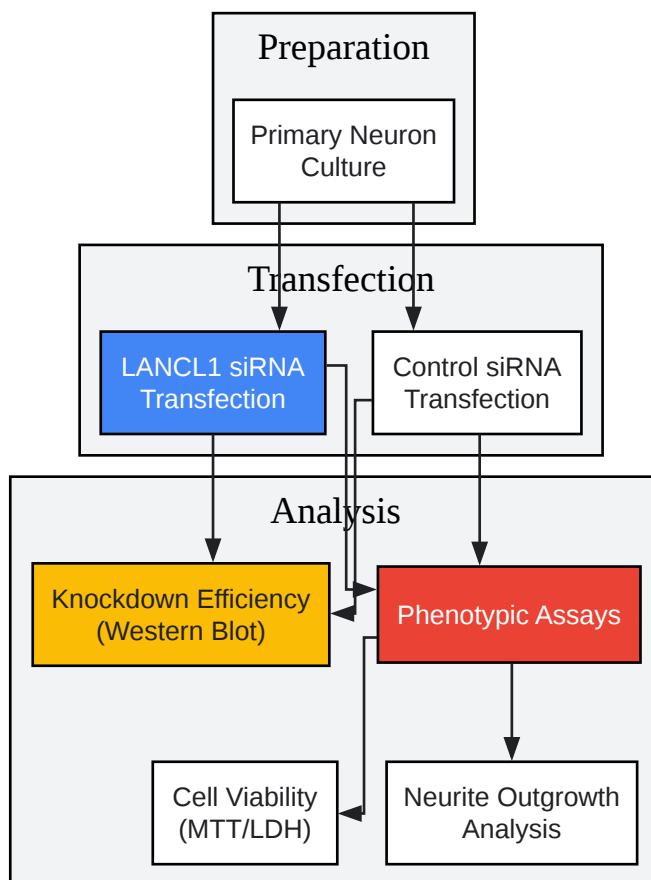 Preparation
Primary Neuron
Culture
Transfection
LANCL1 siRNA
Transfection
Control siRNA
Transfection
Analysis
Knockdown Efficiency
(Western Blot)
Phenotypic Assays
Cell Viability
(MTT/LDH)
Neurite Outgrowth
Analysis